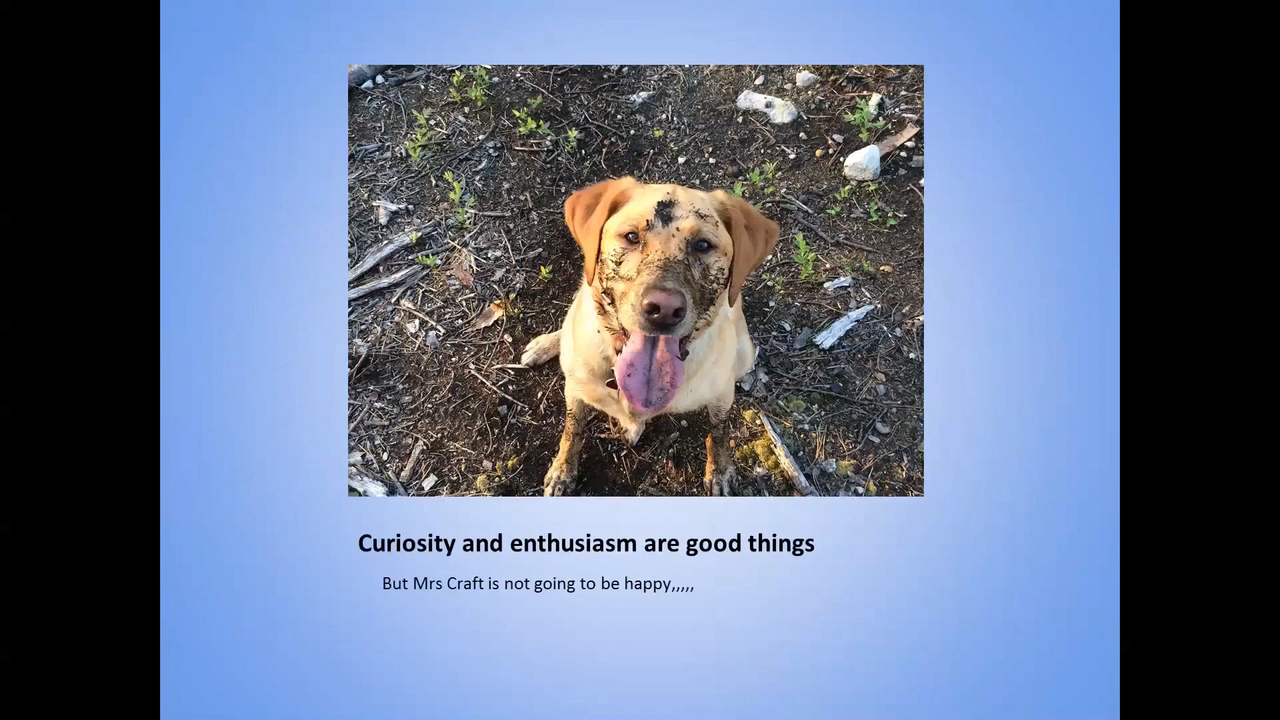 Curiosity and enthusiasm are good things
But Mrs Craft is not going to be happy,,,,,